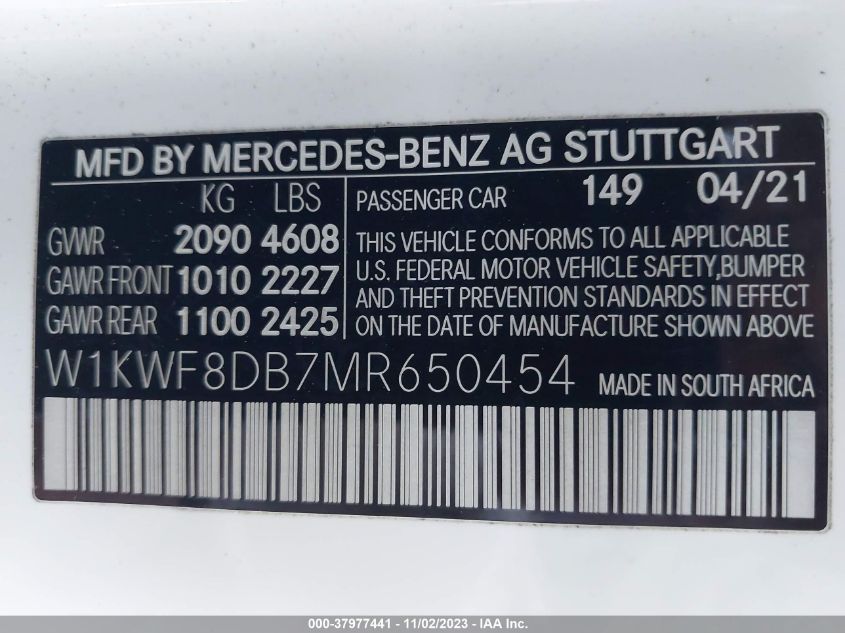 MFD BY MERCEDES-BENZ AG STUTTGART
KG LBS
GVWR 2090 4608
GAWR FRONT 1010 2227
GAWR REAR 1100 2425
PASSENGER CAR 149 04/21
THIS VEHICLE CONFORMS TO ALL APPLICABLE
U.S. FEDERAL MOTOR VEHICLE SAFETY,BUMPER
AND THEFT PREVENTION STANDARDS IN EFFECT
ON THE DATE OF MANUFACTURE SHOWN ABOVE
W1KWF8DB7MR650454 MADE IN SOUTH AFRICA
000-37977441 - 11/02/2023 - IAA Inc.